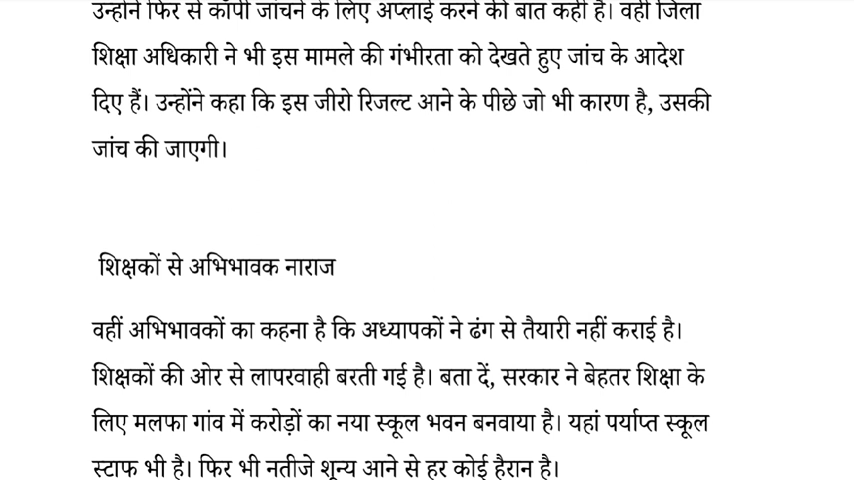 उन्होंने फिर से कॉपी जांचने के लिए अप्लाई करने की बात कही है। वहीं जिला
शिक्षा अधिकारी ने भी इस मामले की गंभीरता को देखते हुए जांच के आदेश
दिए हैं। उन्होंने कहा कि इस जीरो रिजल्ट आने के पीछे जो भी कारण है, उसकी
जांच की जाएगी।
शिक्षकों से अभिभावक नाराज
वहीं अभिभावकों का कहना है कि अध्यापकों ने ढंग से तैयारी नहीं कराई है।
शिक्षकों की ओर से लापरवाही बरती गई है। बता दें, सरकार ने बेहतर शिक्षा के
लिए मलफा गांव में करोड़ों का नया स्कूल भवन बनवाया है। यहां पर्याप्त स्कूल
स्टाफ भी है। फिर भी नतीजे शून्य आने से हर कोई हैरान है।